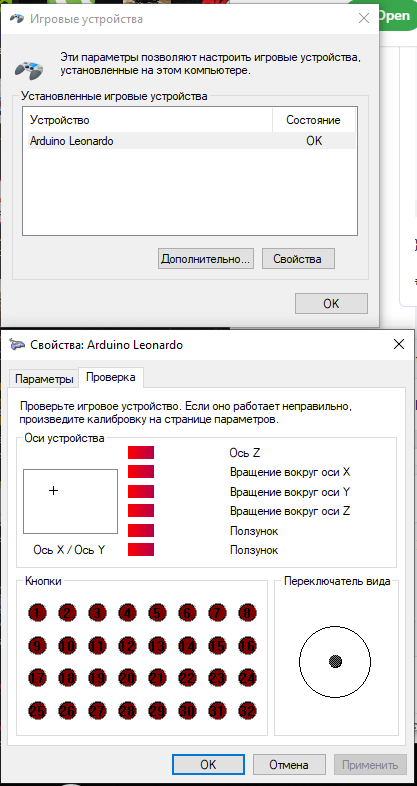 Игровые устройства
Open
Эти параметры позволяют настроить игровые устройства,
установленные на этом компьютере.
Установленные игровые устройства
Устройство Состояние
Arduino Leonardo OK
Дополнительно... Свойства
OK
Свойства: Arduino Leonardo
Параметры Проверка
Проверьте игровое устройство. Если оно работает неправильно,
произведите калибровку на странице параметров.
Оси устройства
Ось Z
Вращение вокруг оси X
Вращение вокруг оси Y
Вращение вокруг оси Z
Ползунок
Ось X / Ось Y Ползунок
Кнопки Переключатель вида
1 2 3 4 5 6 7 8
9 10 11 12 13 14 15 16
17 18 19 20 21 22 23 24
25 26 27 28 29 30 31 32
OK Отмена Применить